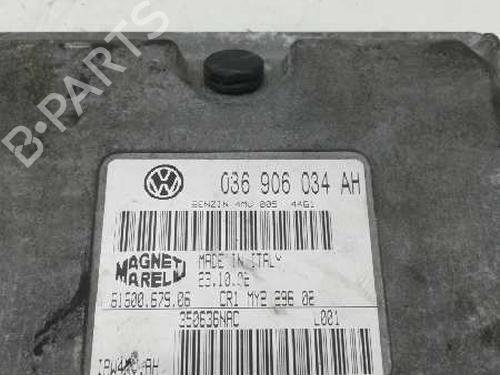 B-PARTS
036 906 034 AH
BENZIN 4MV 005 4461
MAGNETI MARELLI
MADE IN ITALY
23.10.02
61600.679.06 CR1 MY2 296 02
350636NAC L001